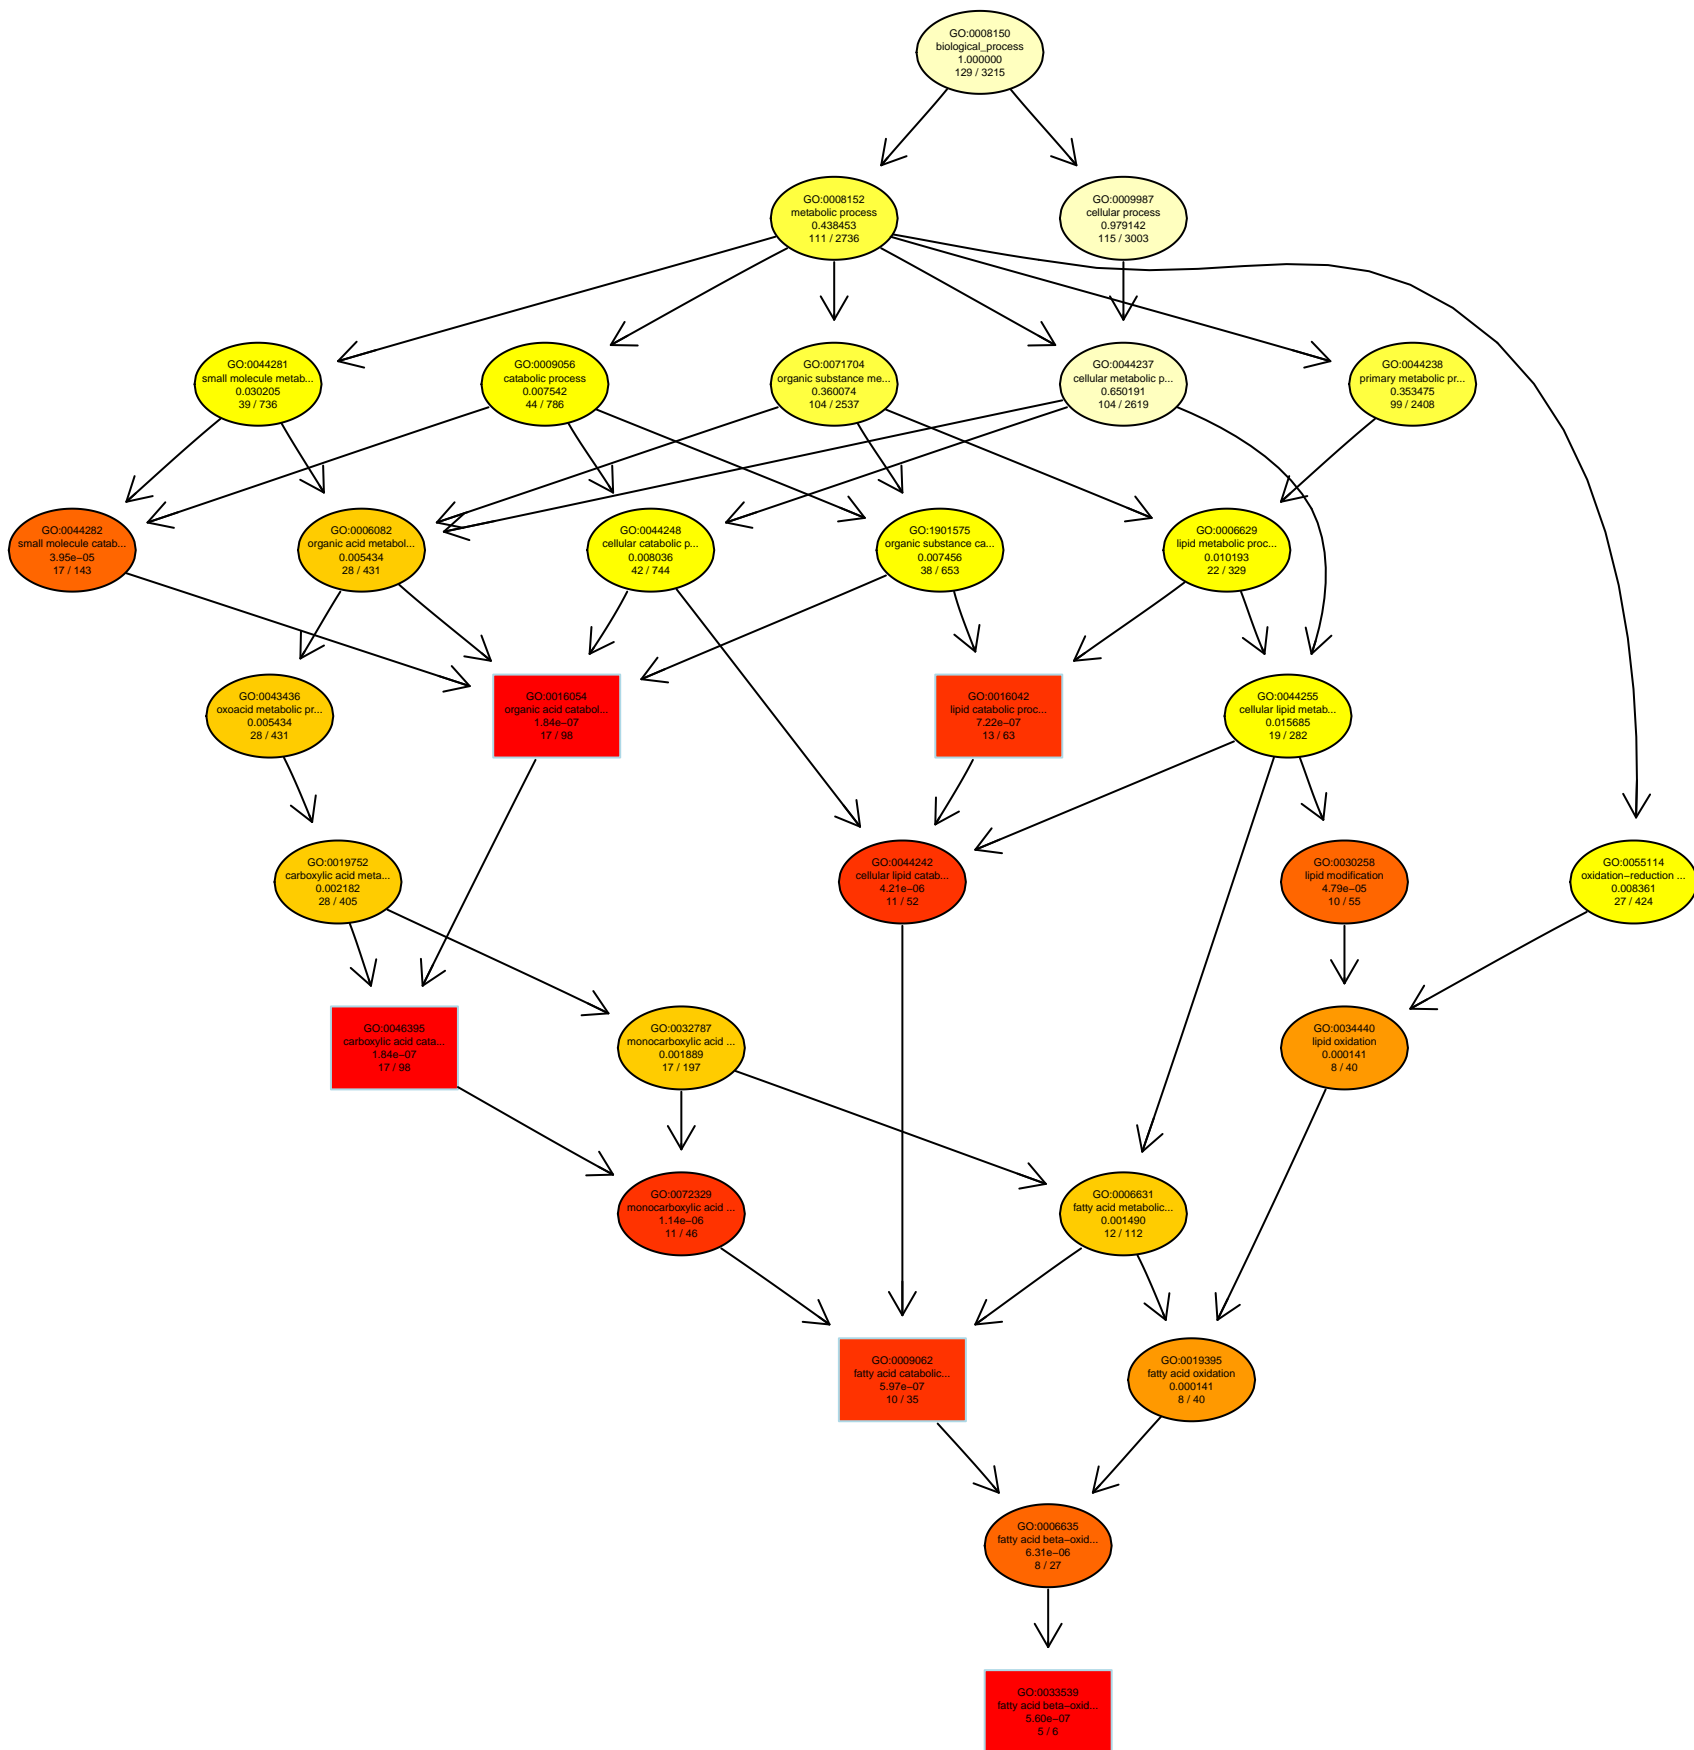 GO:0008150
biological_process
1.000000
129 / 3215
GO:0008152
metabolic process
0.438453
111 / 2736
GO:0009987
cellular process
0.979142
115 / 3003
GO:0044281
small molecule metab...
0.030205
39 / 736
GO:0009056
catabolic process
0.007542
44 / 786
GO:0071704
organic substance me...
0.360074
104 / 2537
GO:0044237
cellular metabolic p...
0.650191
104 / 2619
GO:0044238
primary metabolic pr...
0.353475
99 / 2408
GO:0044282
small molecule catab...
3.95e−05
17 / 143
GO:0006082
organic acid metabol...
0.005434
28 / 431
GO:0044248
cellular catabolic p...
0.008036
42 / 744
GO:1901575
organic substance ca...
0.007456
38 / 653
GO:0006629
lipid metabolic proc...
0.010193
22 / 329
GO:0043436
oxoacid metabolic pr...
0.005434
28 / 431
GO:0016054
organic acid catabol...
1.84e−07
17 / 98
GO:0016042
lipid catabolic proc...
7.22e−07
13 / 63
GO:0044255
cellular lipid metab...
0.015685
19 / 282
GO:0019752
carboxylic acid meta...
0.002182
28 / 405
GO:0044242
cellular lipid catab...
4.21e−06
11 / 52
GO:0030258
lipid modification
4.79e−05
10 / 55
GO:0055114
oxidation−reduction ...
0.008361
27 / 424
GO:0046395
carboxylic acid cata...
1.84e−07
17 / 98
GO:0032787
monocarboxylic acid ...
0.001889
17 / 197
GO:0034440
lipid oxidation
0.000141
8 / 40
GO:0072329
monocarboxylic acid ...
1.14e−06
11 / 46
GO:0006631
fatty acid metabolic...
0.001490
12 / 112
GO:0009062
fatty acid catabolic...
5.97e−07
10 / 35
GO:0019395
fatty acid oxidation
0.000141
8 / 40
GO:0006635
fatty acid beta−oxid...
6.31e−06
8 / 27
GO:0033539
fatty acid beta−oxid...
5.60e−07
5 / 6